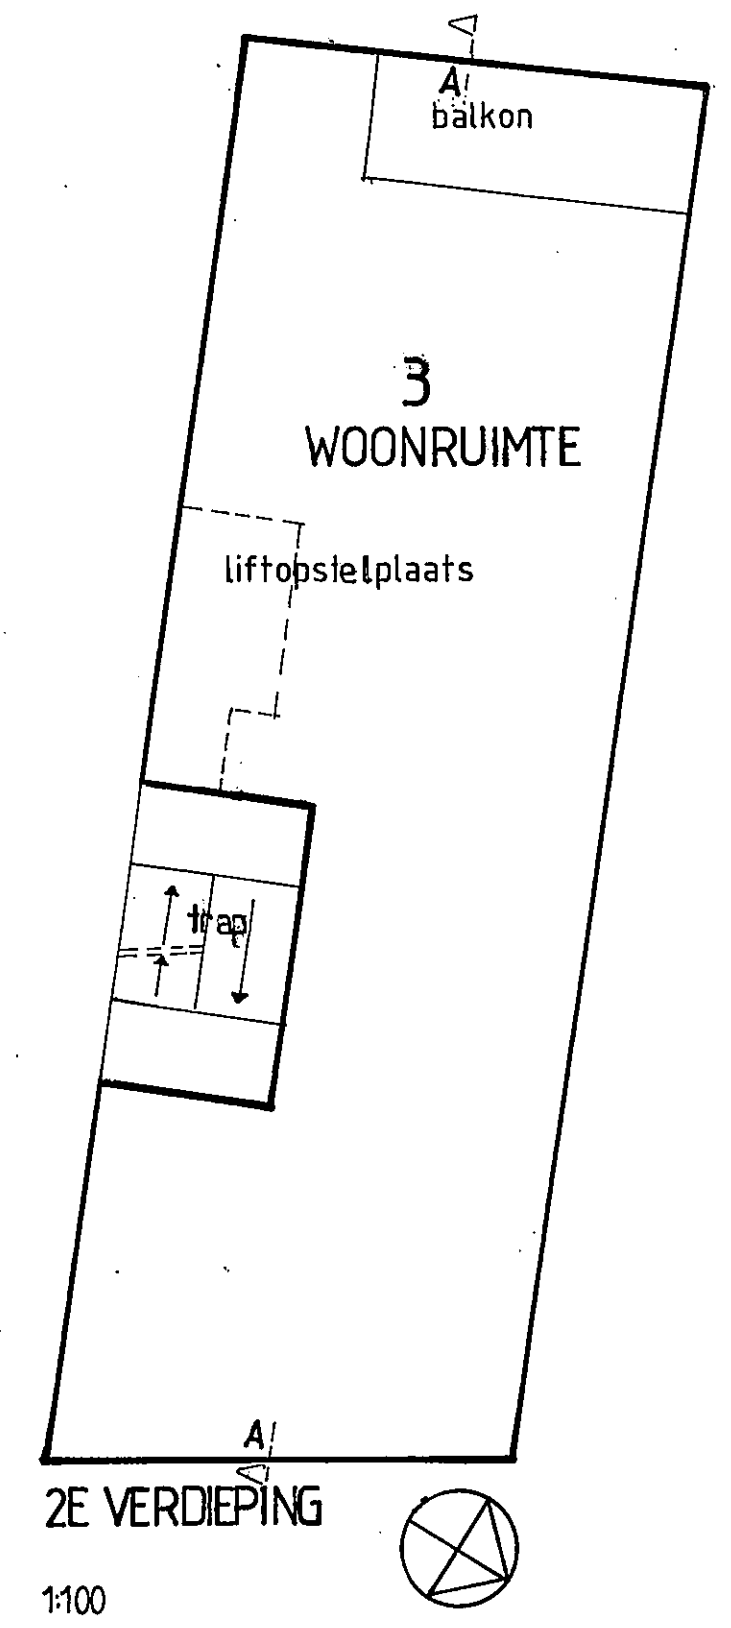 A
balkon
3
WOONRUIMTE
liftopstelplaats
trap
A
2E VERDIEPING
1:100